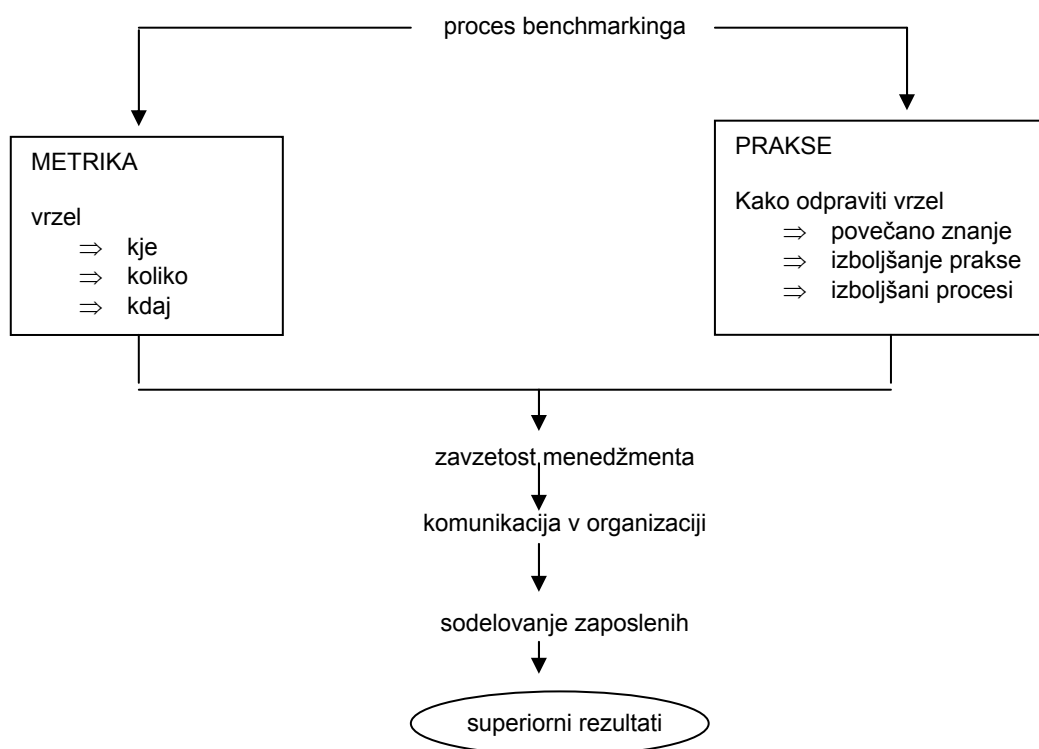 proces benchmarkinga
METRIKA
vrzel
⇒ kje
⇒ koliko
⇒ kdaj
PRAKSE
Kako odpraviti vrzel
⇒ povečano znanje
⇒ izboljšanje prakse
⇒ izboljšani procesi
zavzetost menedžmenta
komunikacija v organizaciji
sodelovanje zaposlenih
superiorni rezultati